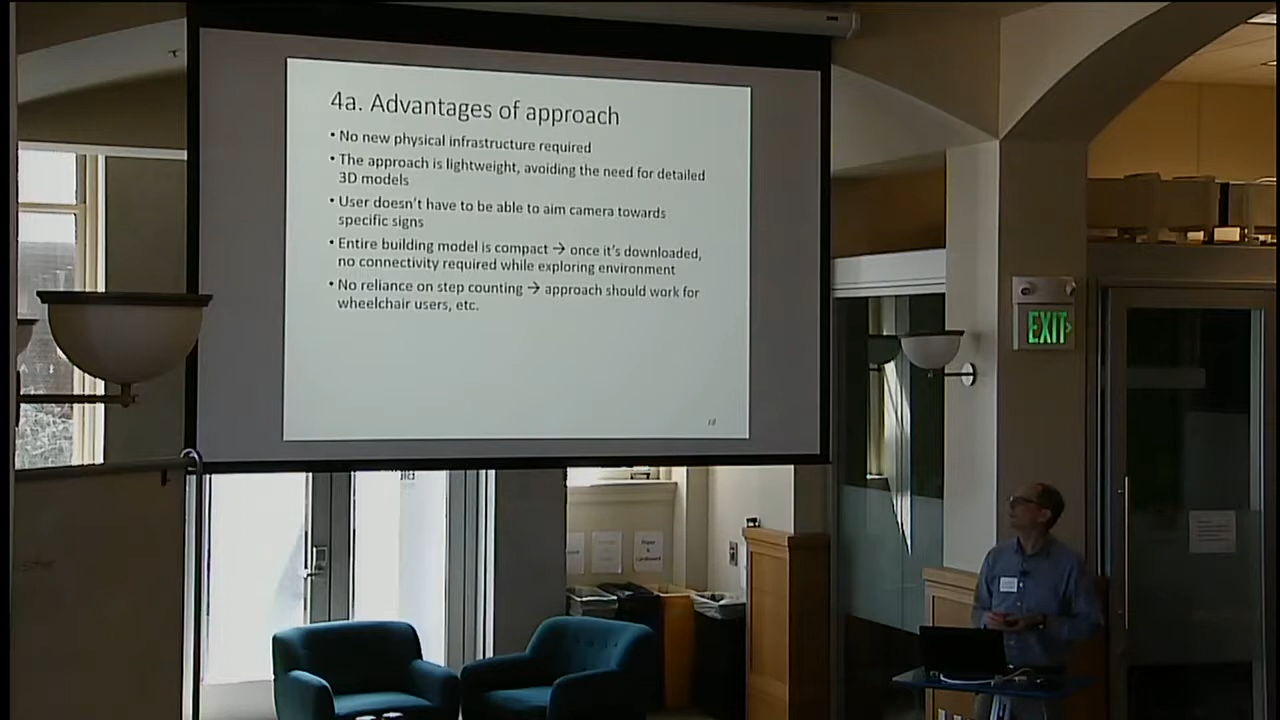 4a. Advantages of approach
• No new physical infrastructure required
• The approach is lightweight, avoiding the need for detailed
3D models
• User doesn't have to be able to aim camera towards
specific signs
• Entire building model is compact → once it's downloaded,
no connectivity required while exploring environment
• No reliance on step counting → approach should work for
wheelchair users, etc.
18
EXIT
Paper
&
Cardboard